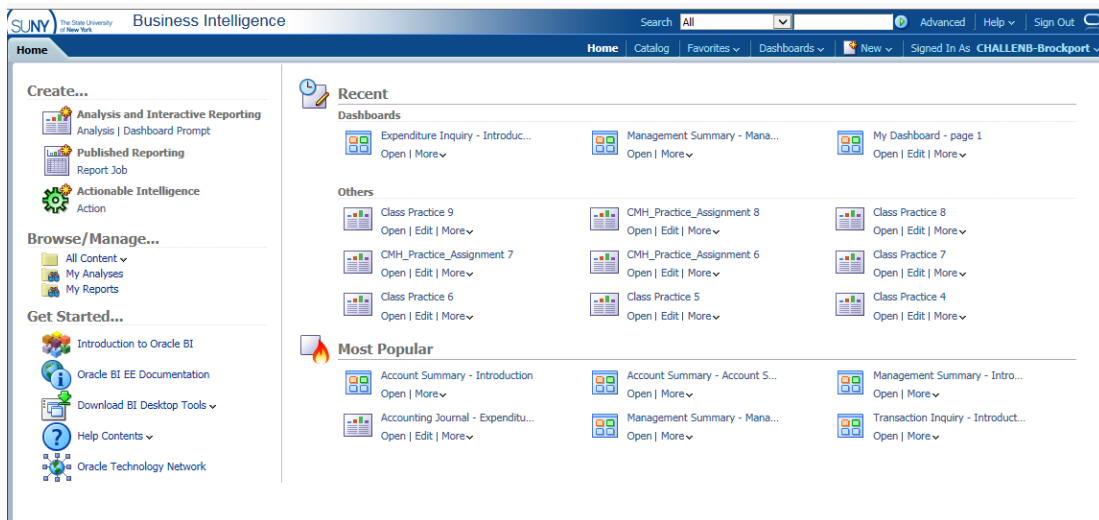 SUNY The State University of New York Business Intelligence Search All Advanced Help Sign Out
Home Home Catalog Favorites Dashboards New Signed In As CHALLENB-Brockport
Create...
Analysis and Interactive Reporting
Analysis | Dashboard Prompt
Published Reporting
Report Job
Actionable Intelligence
Action
Browse/Manage...
All Content
My Analyses
My Reports
Get Started...
Introduction to Oracle BI
Oracle BI EE Documentation
Download BI Desktop Tools
Help Contents
Oracle Technology Network
Recent
Dashboards
Expenditure Inquiry - Introduc... Management Summary - Mana... My Dashboard - page 1
Open | More Open | More Open | Edit | More
Others
Class Practice 9 CMH_Practice_Assignment 8 Class Practice 8
Open | Edit | More Open | Edit | More Open | Edit | More
CMH_Practice_Assignment 7 CMH_Practice_Assignment 6 Class Practice 7
Open | Edit | More Open | Edit | More Open | Edit | More
Class Practice 6 Class Practice 5 Class Practice 4
Open | Edit | More Open | Edit | More Open | Edit | More
Most Popular
Account Summary - Introduction Account Summary - Account S... Management Summary - Intro...
Open | More Open | More Open | More
Accounting Journal - Expenditu... Management Summary - Mana... Transaction Inquiry - Introduct...
Open | Edit | More Open | More Open | More